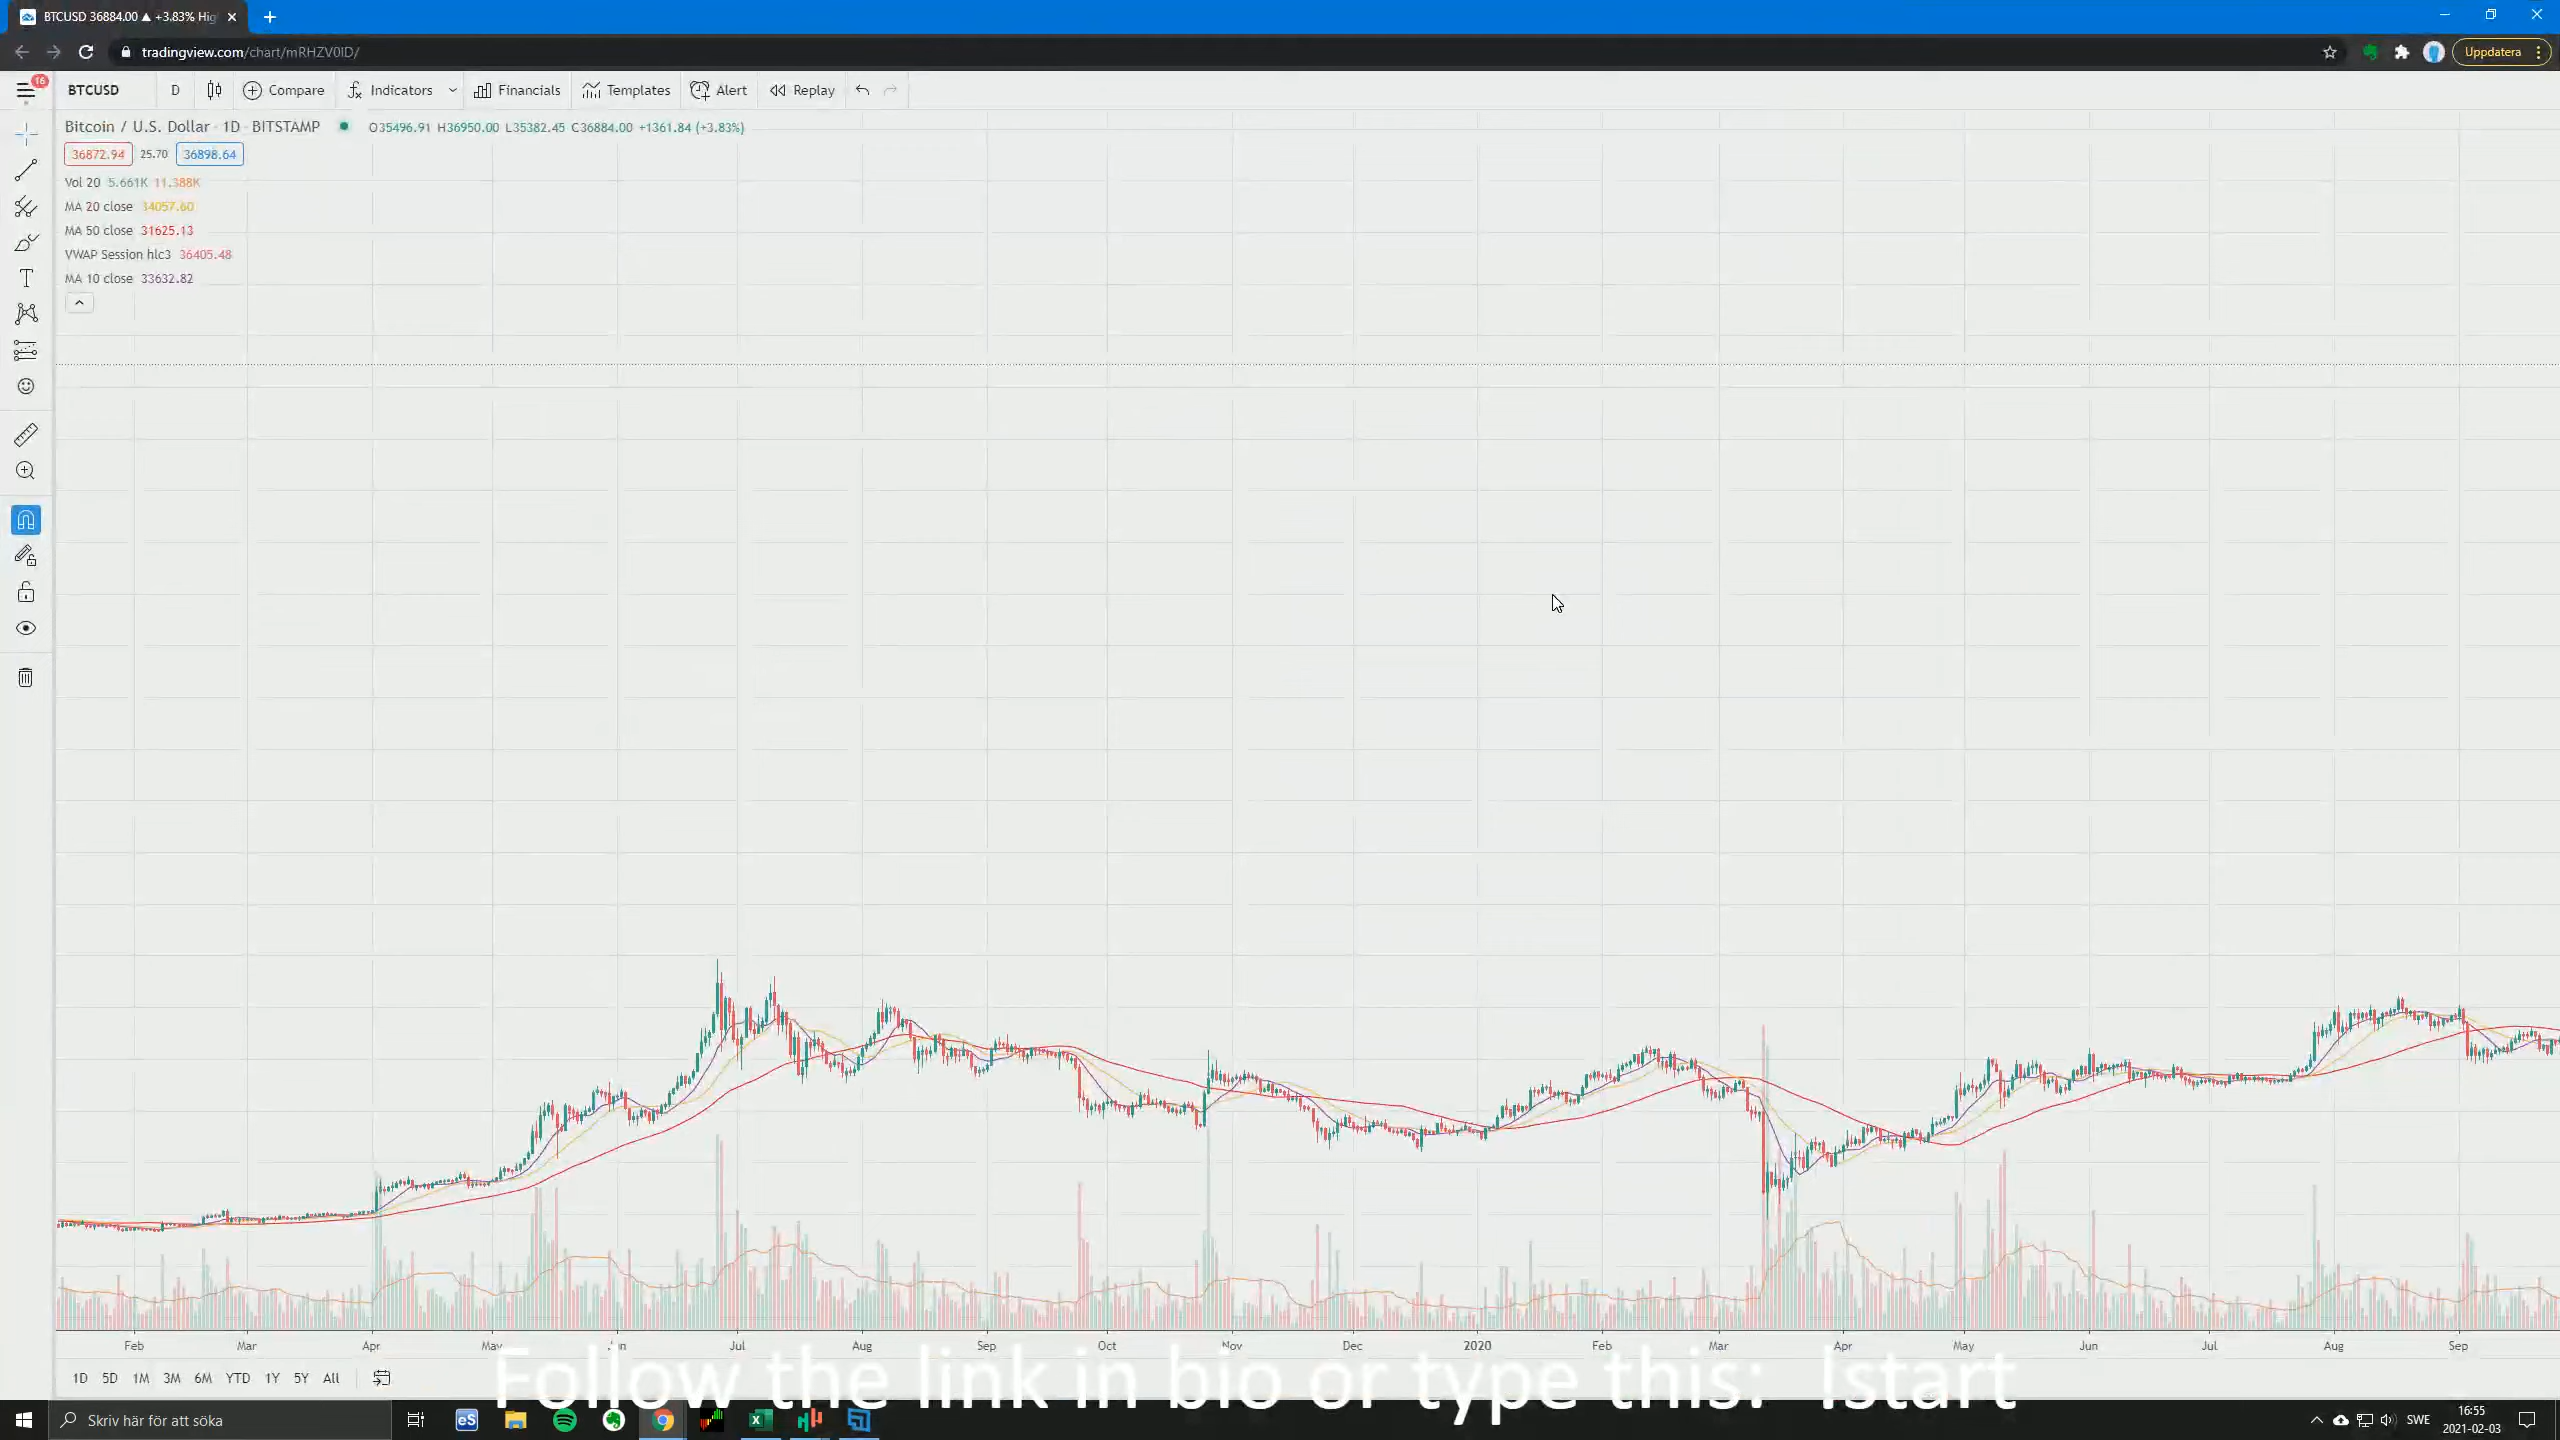 BTCUSD 36884.00 ▲ +3.83% Hig
tradingview.com/chart/mRHZV0ID/
Uppdatera
16
BTCUSD D Compare Indicators Financials Templates Alert Replay
Bitcoin / U.S. Dollar · 1D · BITSTAMP O35496.91 H36950.00 L35382.45 C36884.00 +1361.84 (+3.83%)
36872.94 25.70 36898.64
Vol 20 5.661K 11.388K
MA 20 close 34057.60
MA 50 close 31625.13
VWAP Session hlc3 36405.48
MA 10 close 33632.82
Feb Mar Apr May Jun Jul Aug Sep Oct Nov Dec 2020 Feb Mar Apr May Jun Jul Aug Sep
1D 5D 1M 3M 6M YTD 1Y 5Y All
Follow the link in bio or type this: !start
Skriv här för att söka
eS
SWE
16:55
2021-02-03